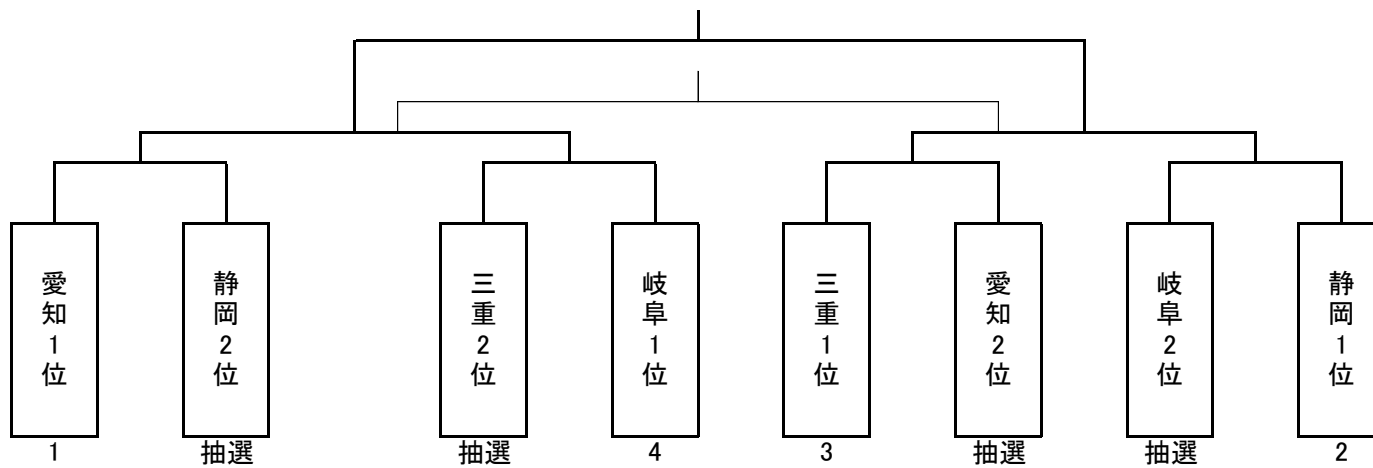 愛知1位
静岡2位
三重2位
岐阜1位
三重1位
愛知2位
岐阜2位
静岡1位
1
抽選
抽選
4
3
抽選
抽選
2